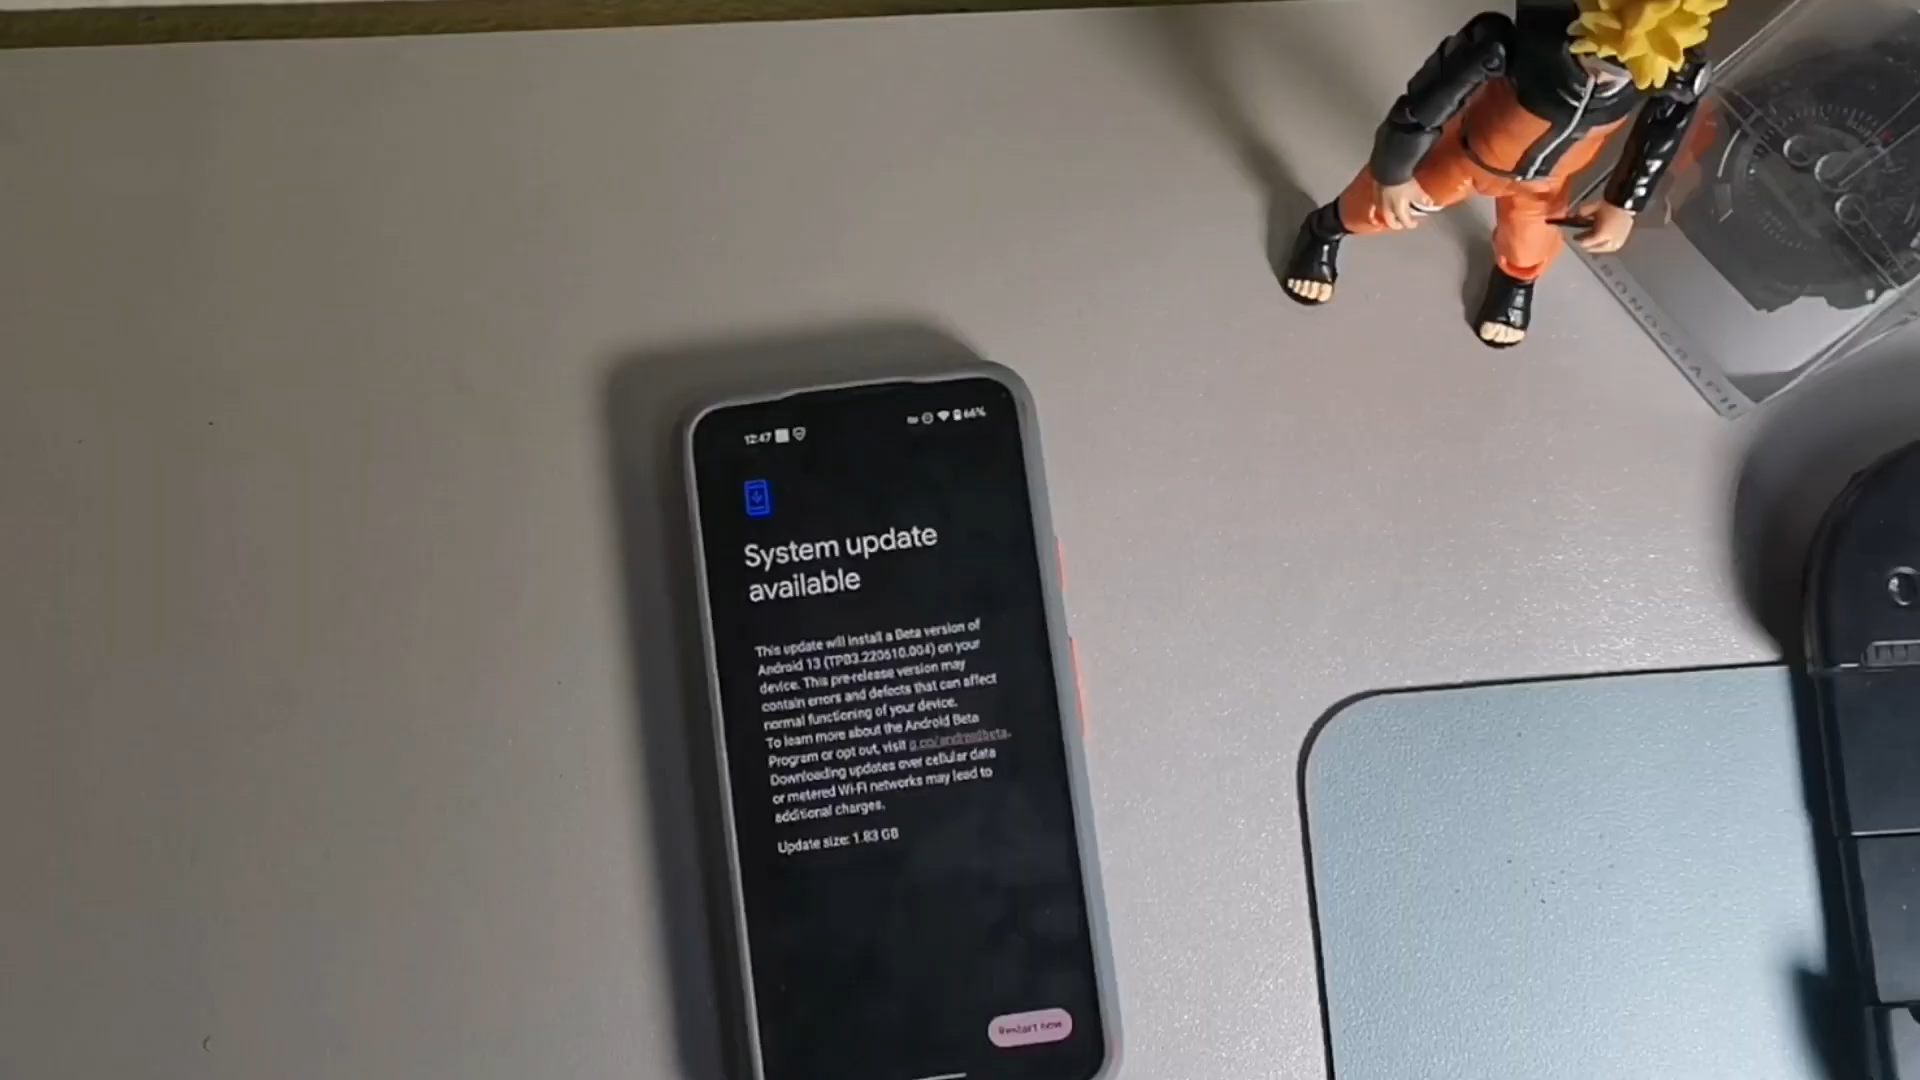 12:47
66%
System update
available
This update will install a Beta version of
Android 13 (TPB3.220610.004) on your
device. This pre-release version may
contain errors and defects that can affect
normal functioning of your device.
To learn more about the Android Beta
Program or opt out, visit g.co/androidbeta.
Downloading updates over cellular data
or metered Wi-Fi networks may lead to
additional charges.
Update size: 1.83 GB
Restart now